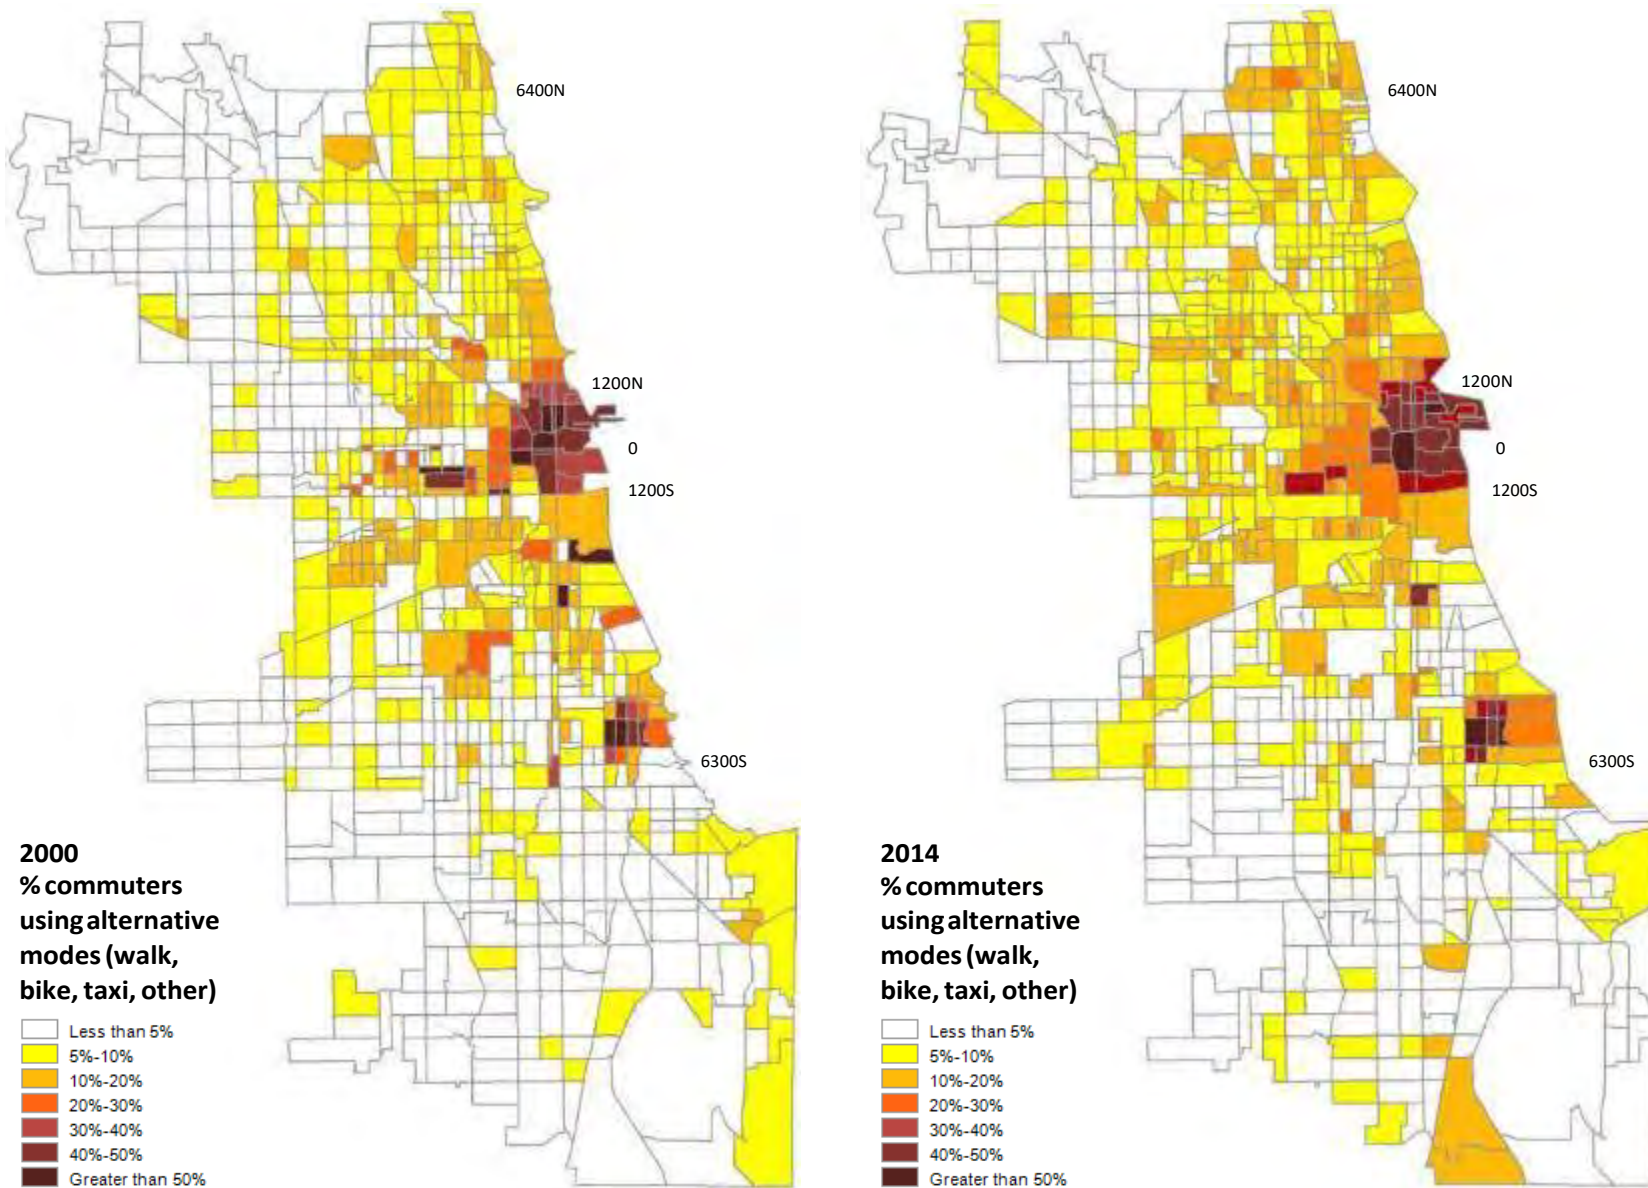 6400N
1200N
0
1200S
6300S
2000
% commuters
using alternative
modes (walk,
bike, taxi, other)
Less than 5%
5%-10%
10%-20%
20%-30%
30%-40%
40%-50%
Greater than 50%
6400N
1200N
0
1200S
6300S
2014
% commuters
using alternative
modes (walk,
bike, taxi, other)
Less than 5%
5%-10%
10%-20%
20%-30%
30%-40%
40%-50%
Greater than 50%